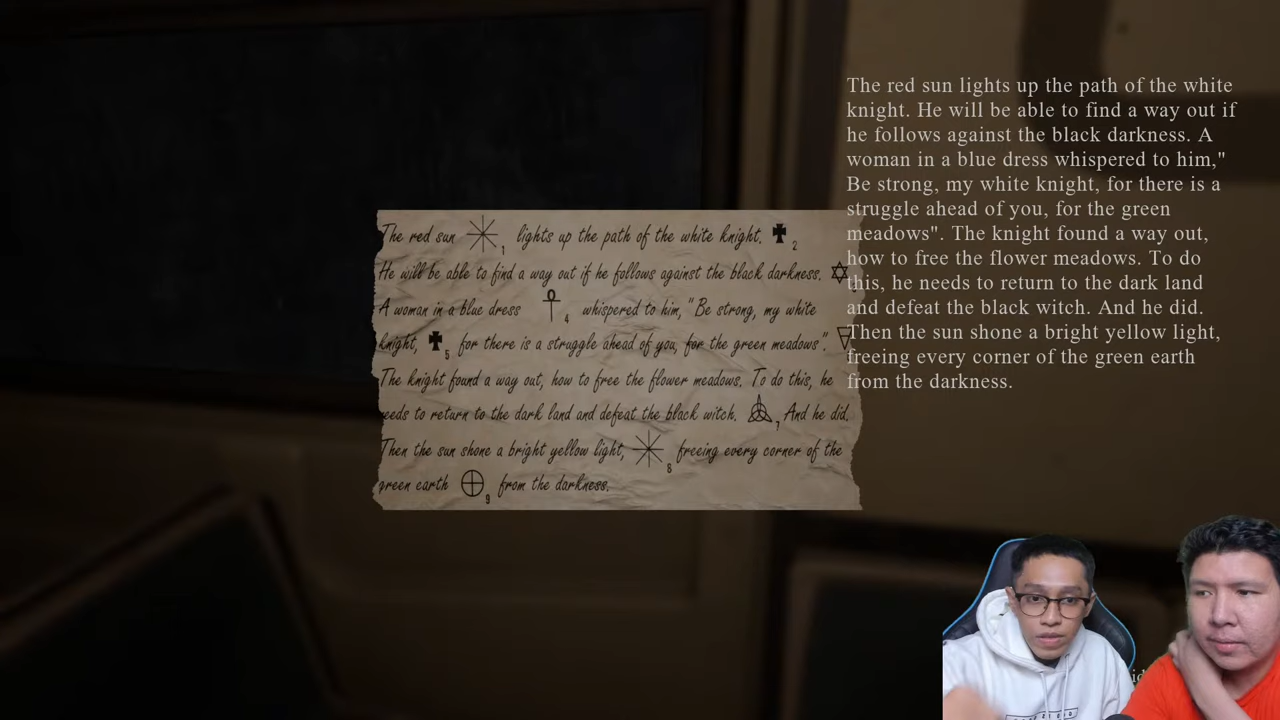 The red sun 1 lights up the path of the white knight. 2
He will be able to find a way out if he follows against the black darkness.
A woman in a blue dress 4 whispered to him, "Be strong, my white
knight, 5 for there is a struggle ahead of you, for the green meadows".
The knight found a way out, how to free the flower meadows. To do this, he
needs to return to the dark land and defeat the black witch. 7 And he did.
Then the sun shone a bright yellow light, 8 freeing every corner of the
green earth 9 from the darkness.
The red sun lights up the path of the white
knight. He will be able to find a way out if
he follows against the black darkness. A
woman in a blue dress whispered to him,"
Be strong, my white knight, for there is a
struggle ahead of you, for the green
meadows". The knight found a way out,
how to free the flower meadows. To do
this, he needs to return to the dark land
and defeat the black witch. And he did.
Then the sun shone a bright yellow light,
freeing every corner of the green earth
from the darkness.